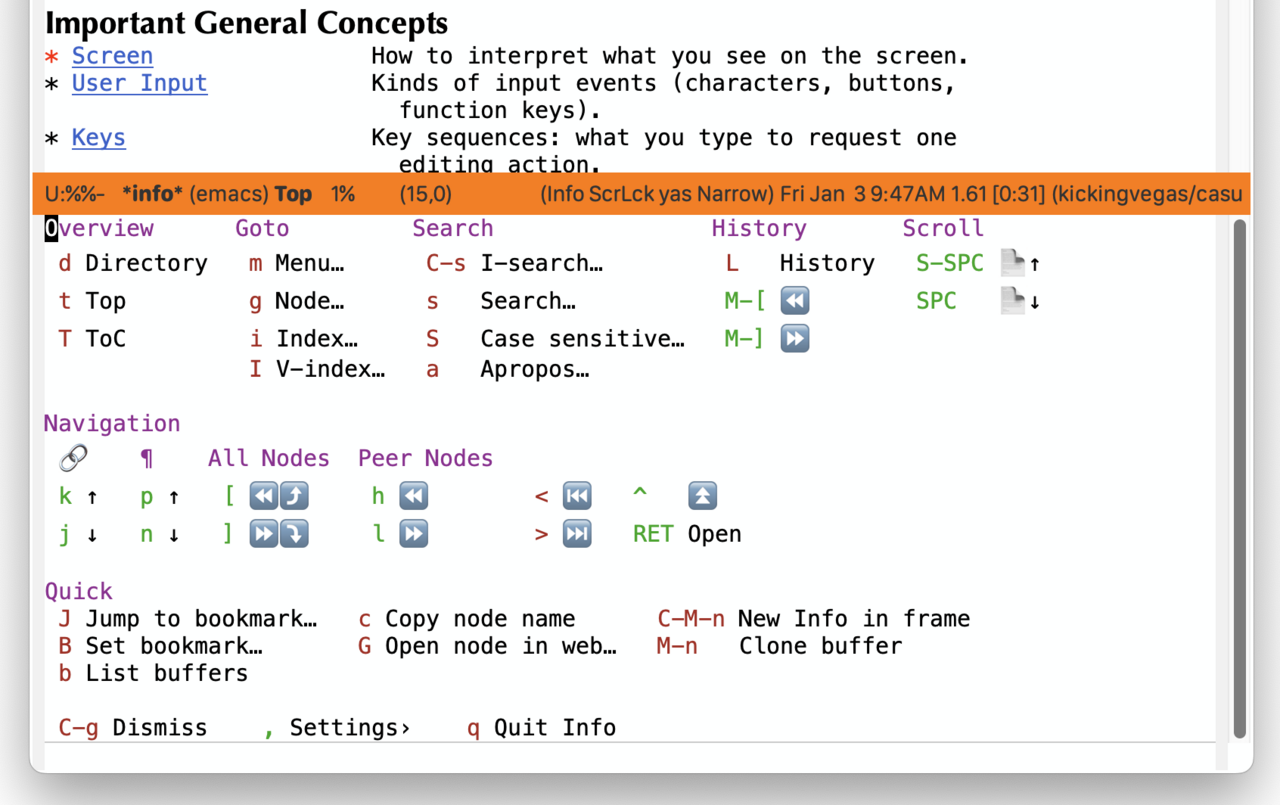 Important General Concepts
* Screen How to interpret what you see on the screen.
* User Input Kinds of input events (characters, buttons,
function keys).
* Keys Key sequences: what you type to request one
editing action.
U:%%- *info* (emacs) Top 1% (15,0) (Info ScrLck yas Narrow) Fri Jan 3 9:47AM 1.61 [0:31] (kickingvegas/casu
Overview Goto Search History Scroll
d Directory m Menu… C-s I-search… L History S-SPC 📄↑
t Top g Node… s Search… M-[ ⏪ SPC 📄↓
T ToC i Index… S Case sensitive… M-] ⏩
I V-index… a Apropos…
Navigation
🔗 ¶ All Nodes Peer Nodes
k ↑ p ↑ [ ⏪⤴️ h ⏪ < ⏮️ ^ ⏫
j ↓ n ↓ ] ⏩⤵️ l ⏩ > ⏭️ RET Open
Quick
J Jump to bookmark… c Copy node name C-M-n New Info in frame
B Set bookmark… G Open node in web… M-n Clone buffer
b List buffers
C-g Dismiss , Settings› q Quit Info